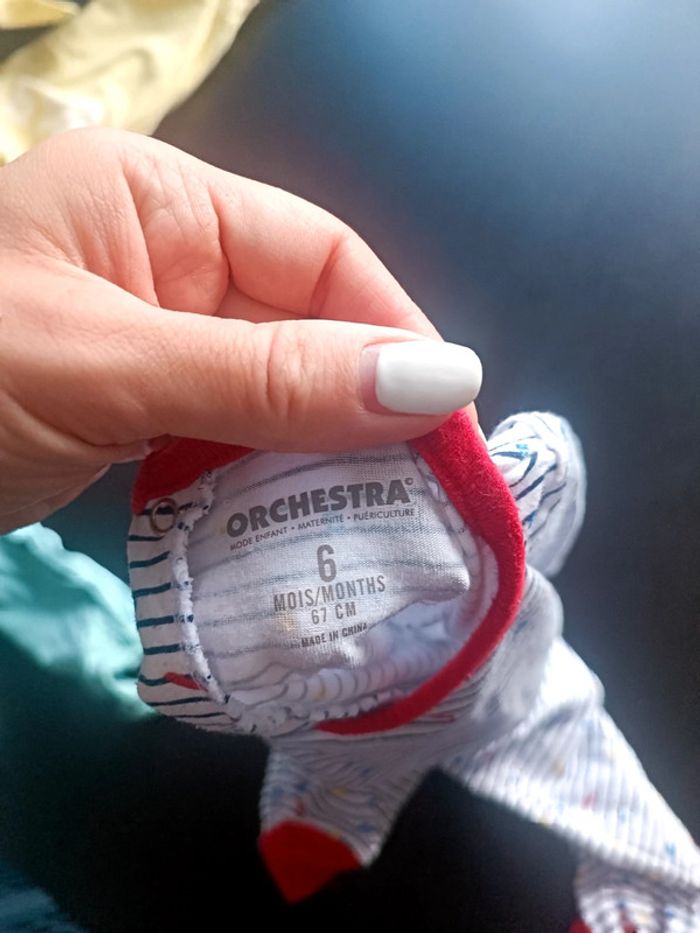 ORCHESTRA©
MODE ENFANT • MATERNITÉ • PUÉRICULTURE
6
MOIS/MONTHS
67 CM
MADE IN CHINA